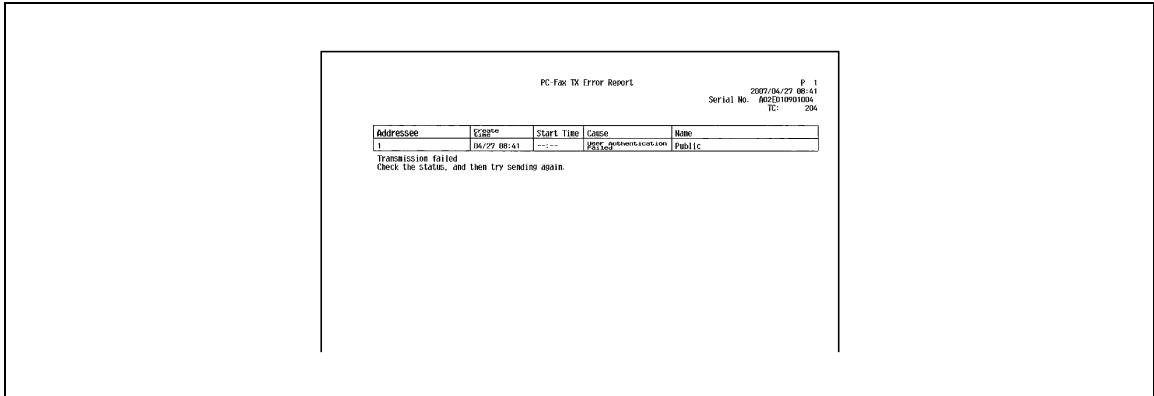 PC-Fax TX Error Report P 1
2007/04/27 08:41
Serial No. A02E010901004
TC: 204
Addressee Create Time Start Time Cause Name
1 04/27 08:41 --:-- User Authentication Failed Public
Transmission failed
Check the status, and then try sending again.